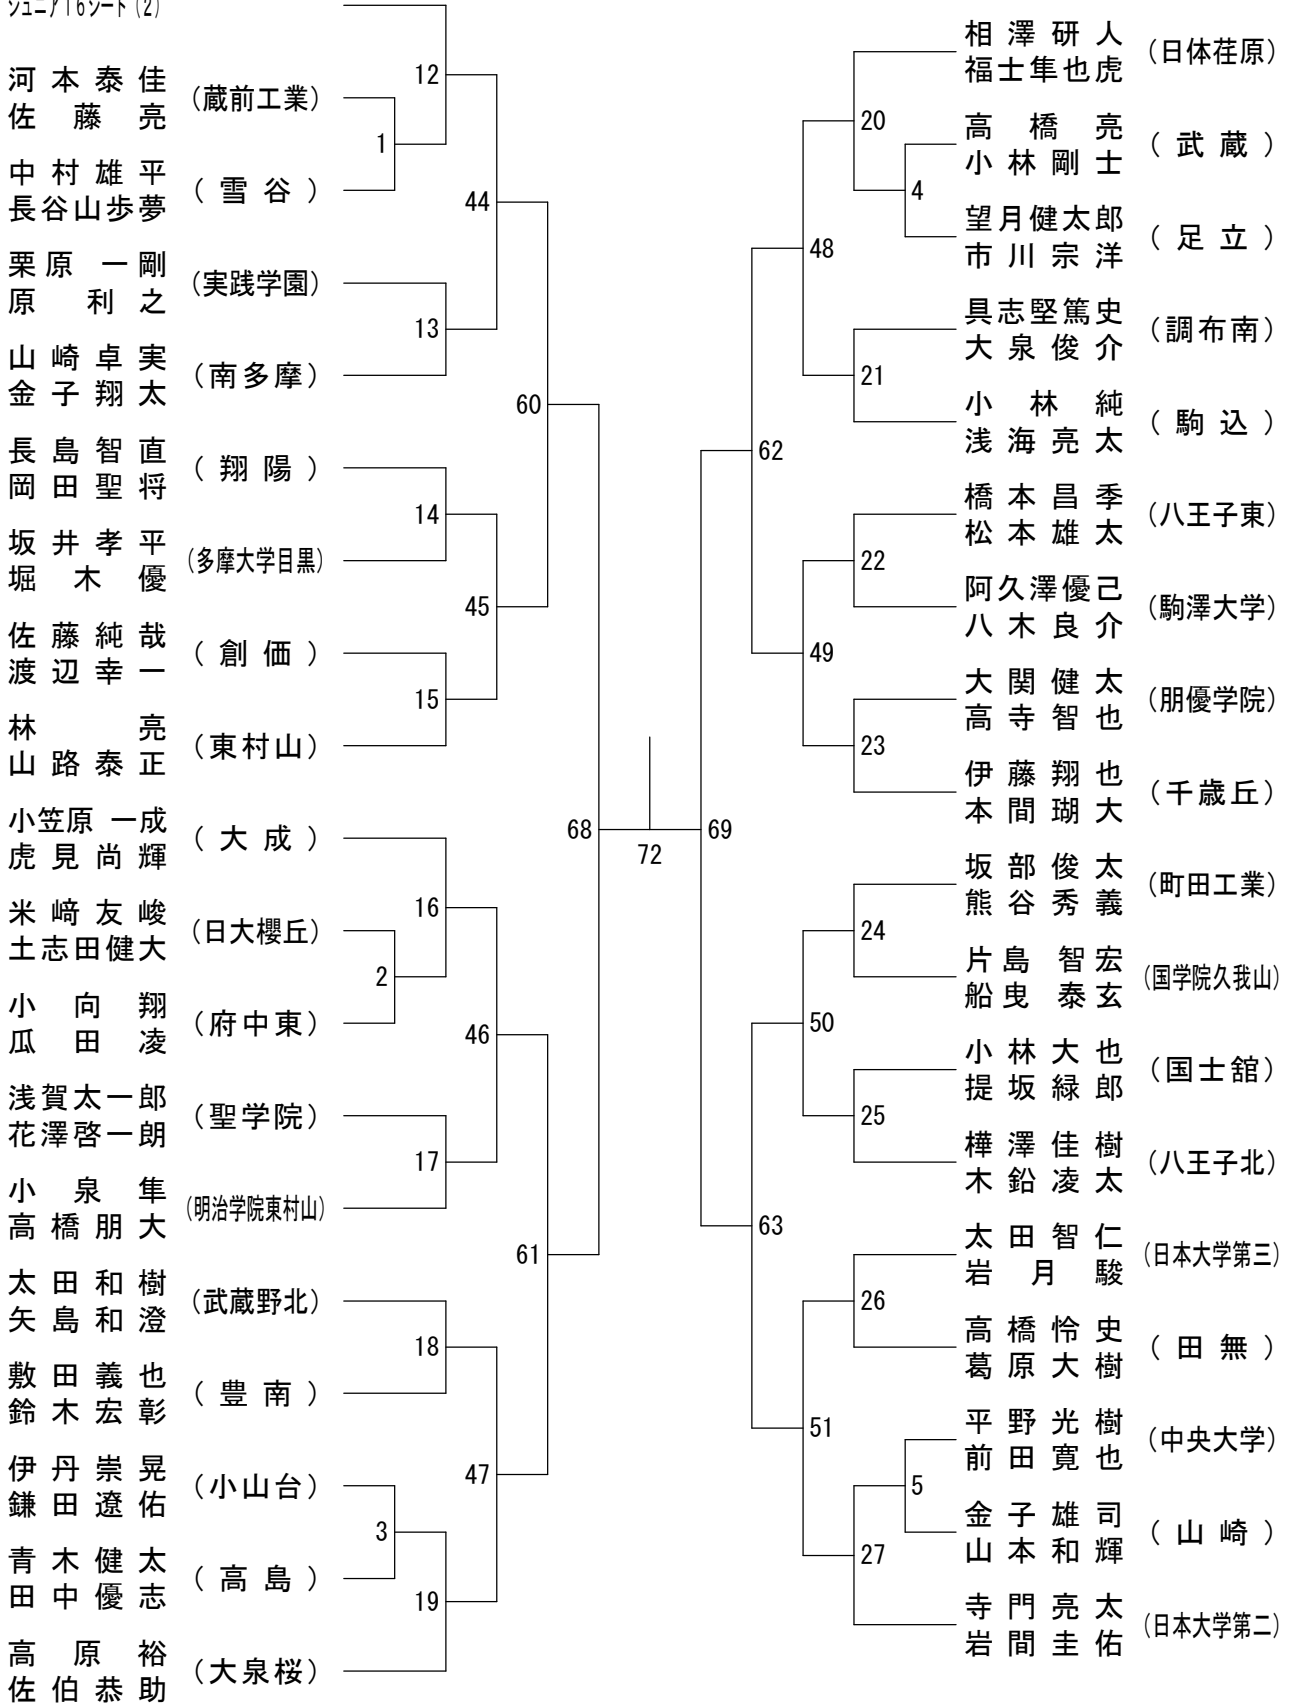 ジュニア16シード(2)
12
河本泰佳
佐藤亮
(蔵前工業)
1
中村雄平
長谷山歩夢
(雪谷)
44
栗原一剛
原利之
(実践学園)
13
山崎卓実
金子翔太
(南多摩)
60
長島智直
岡田聖将
(翔陽)
14
坂井孝平
堀木優
(多摩大学目黒)
45
佐藤純哉
渡辺幸一
(創価)
15
林亮
山路泰正
(東村山)
68
小笠原一成
虎見尚輝
(大成)
16
米﨑友峻
土志田健大
(日大櫻丘)
2
小向翔
瓜田凌
(府中東)
46
浅賀太一郎
花澤啓一朗
(聖学院)
17
小泉隼
高橋朋大
(明治学院東村山)
61
太田和樹
矢島和澄
(武蔵野北)
18
敷田義也
鈴木宏彰
(豊南)
47
伊丹崇晃
鎌田遼佑
(小山台)
3
青木健太
田中優志
(高島)
19
高原裕
佐伯恭助
(大泉桜)
72
相澤研人
福士隼也虎
(日体荏原)
20
高橋亮
小林剛士
(武蔵)
4
望月健太郎
市川宗洋
(足立)
48
具志堅篤史
大泉俊介
(調布南)
21
小林純
浅海亮太
(駒込)
62
橋本昌季
松本雄太
(八王子東)
22
阿久澤優己
八木良介
(駒澤大学)
49
大関健太
高寺智也
(朋優学院)
23
伊藤翔也
本間瑚大
(千歳丘)
69
坂部俊太
熊谷秀義
(町田工業)
24
片島智宏
船曳泰玄
(国学院久我山)
50
小林大也
提坂緑郎
(国士舘)
25
樺澤佳樹
木鉛凌太
(八王子北)
63
太田智仁
岩月駿
(日本大学第三)
26
高橋怜史
葛原大樹
(田無)
51
平野光樹
前田寛也
(中央大学)
5
金子雄司
山本和輝
(山崎)
27
寺門亮太
岩間圭佑
(日本大学第二)